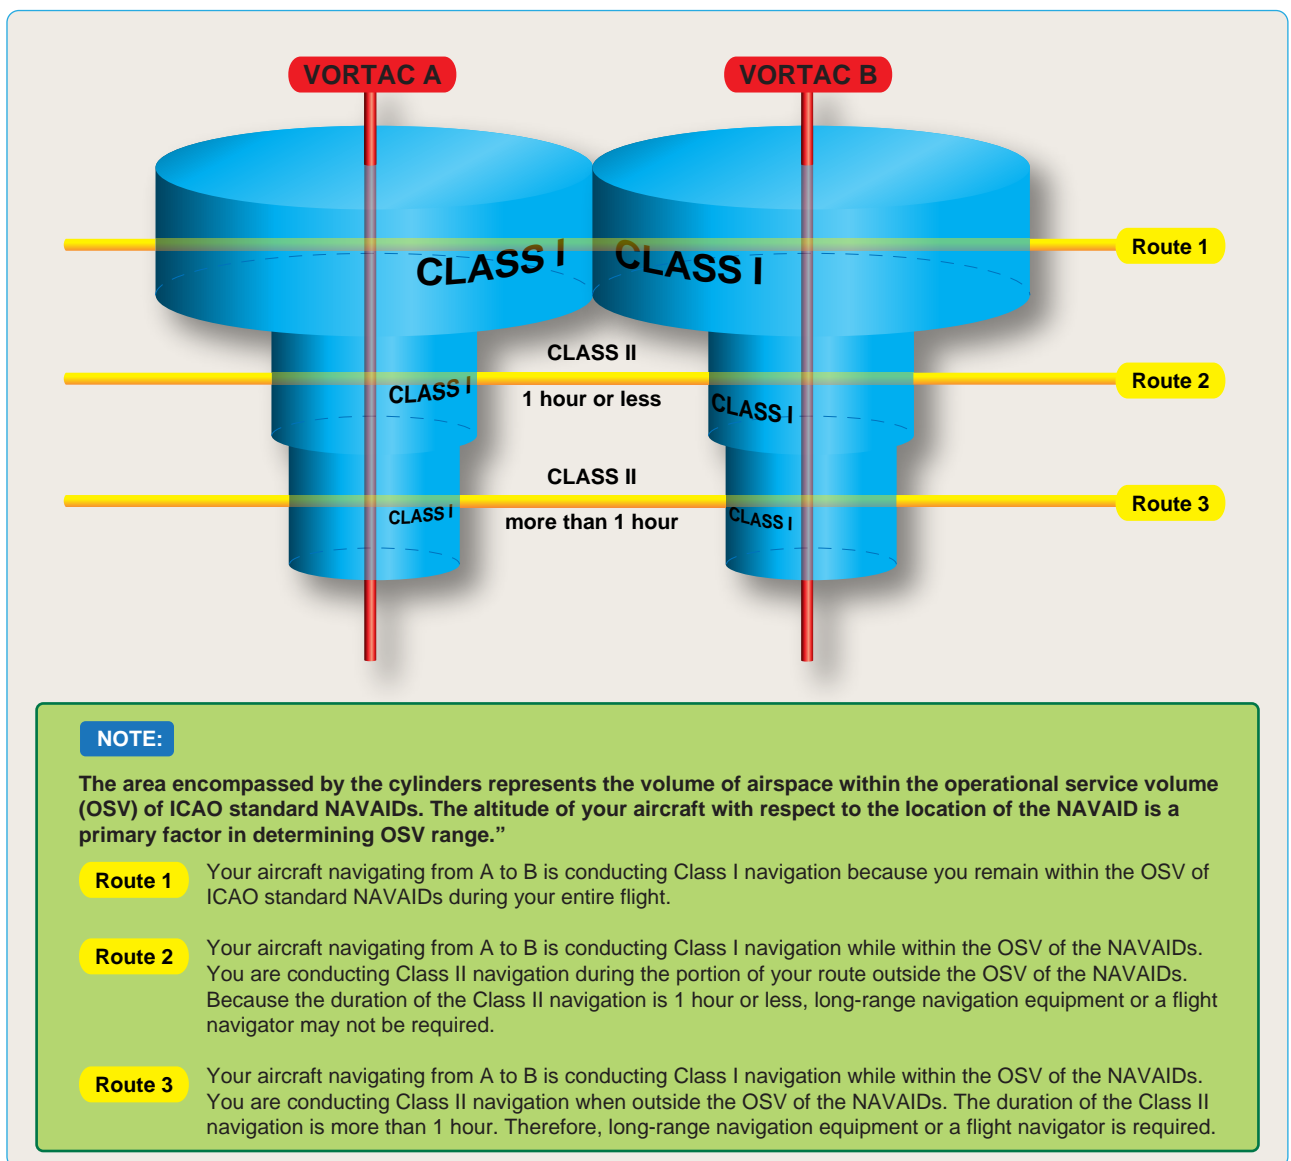 VORTAC A
VORTAC B
CLASS I
CLASS I
Route 1
CLASS II
1 hour or less
CLASS I
CLASS I
Route 2
CLASS II
more than 1 hour
CLASS I
CLASS I
Route 3
NOTE:
The area encompassed by the cylinders represents the volume of airspace within the operational service volume
(OSV) of ICAO standard NAVAIDs. The altitude of your aircraft with respect to the location of the NAVAID is a
primary factor in determining OSV range.”
Route 1
Your aircraft navigating from A to B is conducting Class I navigation because you remain within the OSV of
ICAO standard NAVAIDs during your entire flight.
Route 2
Your aircraft navigating from A to B is conducting Class I navigation while within the OSV of the NAVAIDs.
You are conducting Class II navigation during the portion of your route outside the OSV of the NAVAIDs.
Because the duration of the Class II navigation is 1 hour or less, long-range navigation equipment or a flight
navigator may not be required.
Route 3
Your aircraft navigating from A to B is conducting Class I navigation while within the OSV of the NAVAIDs.
You are conducting Class II navigation when outside the OSV of the NAVAIDs. The duration of the Class II
navigation is more than 1 hour. Therefore, long-range navigation equipment or a flight navigator is required.